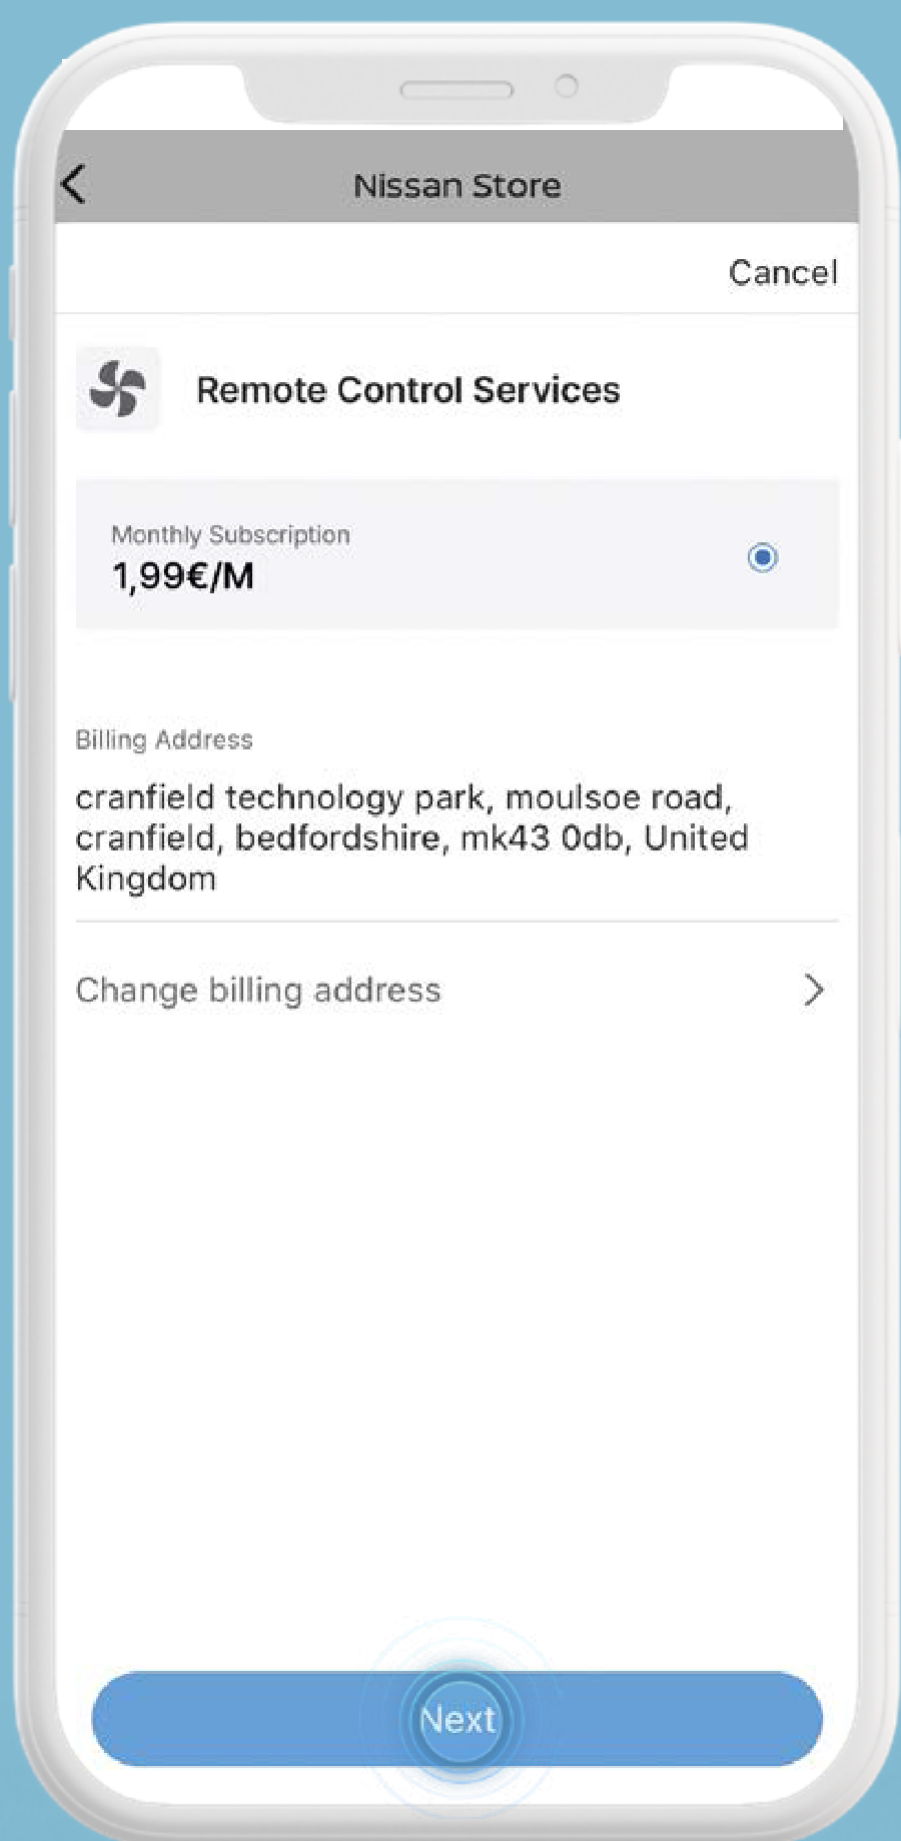 Nissan Store
Cancel
Remote Control Services
Monthly Subscription
1,99€/M
Billing Address
cranfield technology park, moulsoe road,
cranfield, bedfordshire, mk43 0db, United
Kingdom
Change billing address
Next